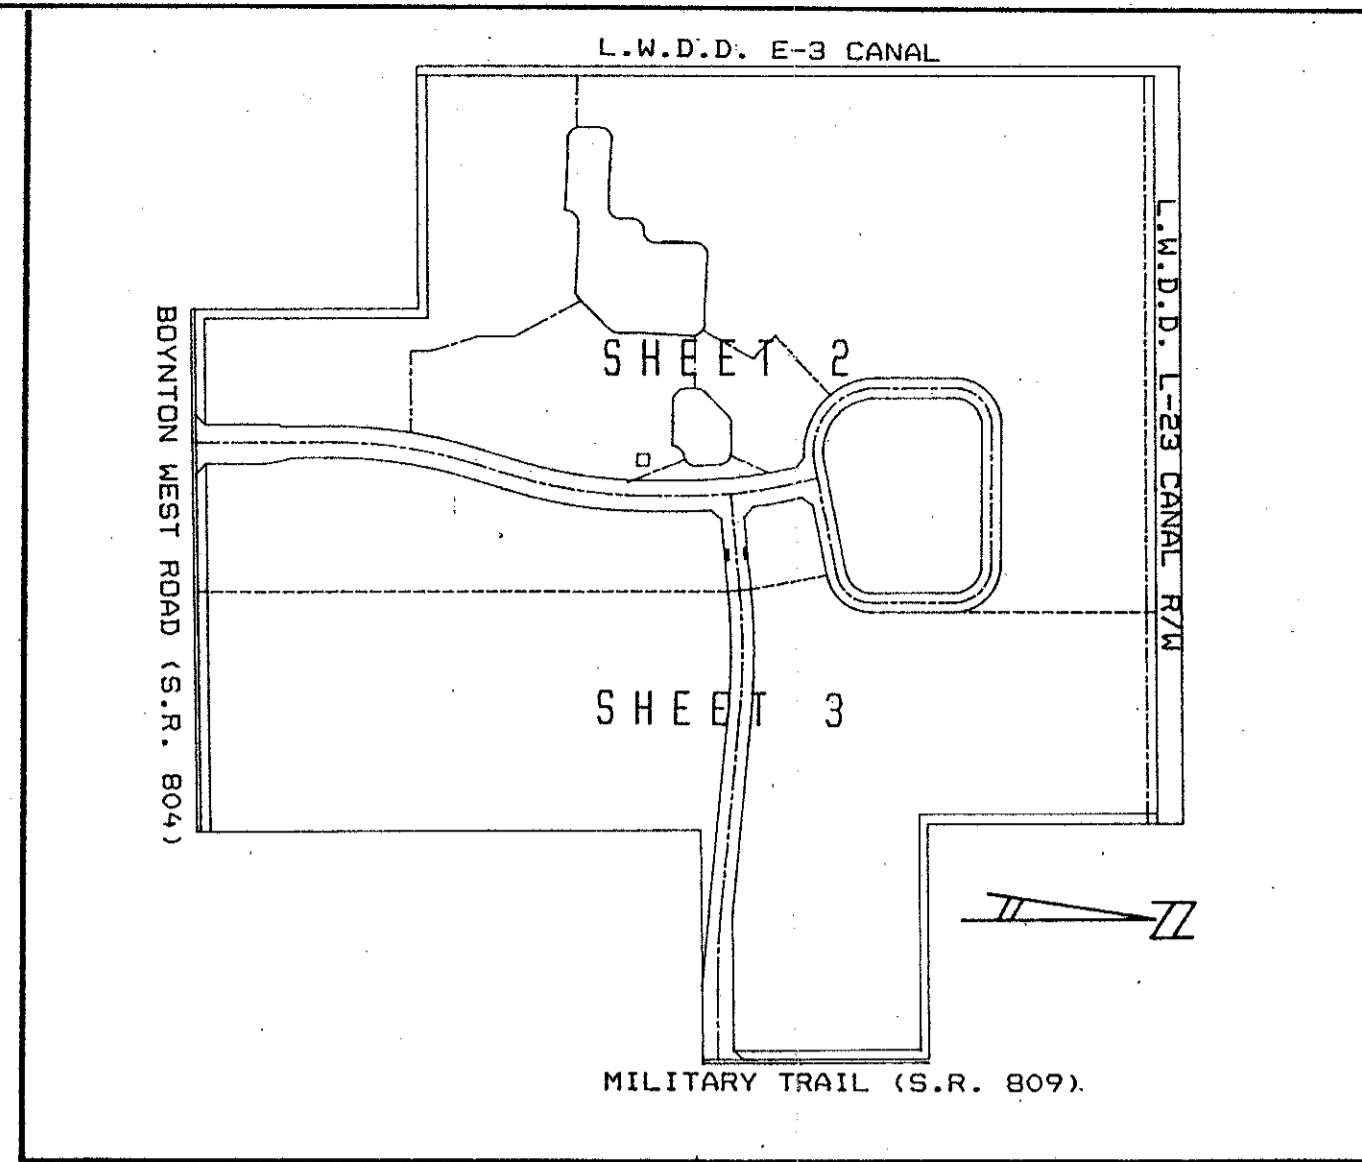 L.W.D.D. E-3 CANAL
L.W.D.D. L-23 CANAL R/W
BOYNTON WEST ROAD (S.R. 804)
SHEET 2
SHEET 3
N
MILITARY TRAIL (S.R. 809)